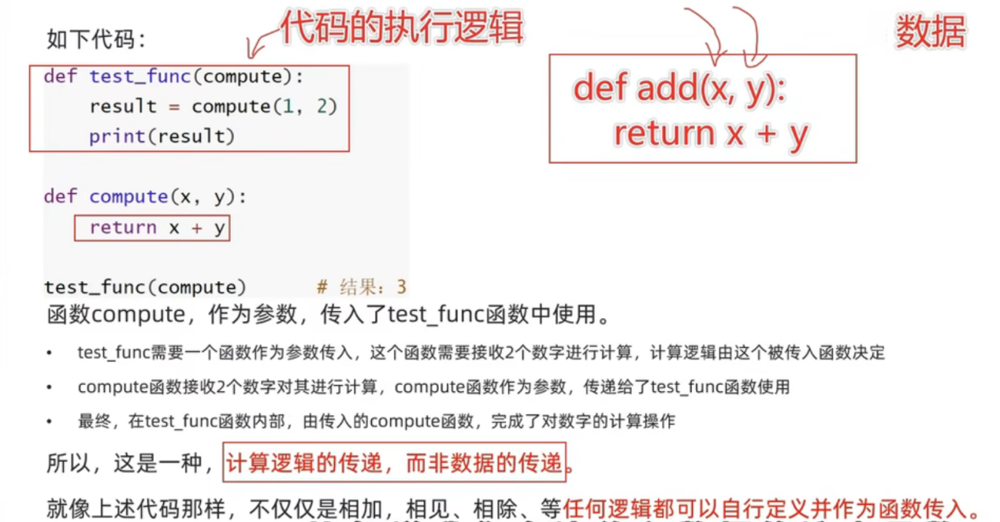 代码的执行逻辑
数据
如下代码：
def test_func(compute):
    result = compute(1, 2)
    print(result)
def add(x, y):
    return x + y
def compute(x, y):
    return x + y
test_func(compute)      # 结果：3
函数compute，作为参数，传入了test_func函数中使用。
• test_func需要一个函数作为参数传入，这个函数需要接收2个数字进行计算，计算逻辑由这个被传入函数决定
• compute函数接收2个数字对其进行计算，compute函数作为参数，传递给了test_func函数使用
• 最终，在test_func函数内部，由传入的compute函数，完成了对数字的计算操作
所以，这是一种，计算逻辑的传递，而非数据的传递。
就像上述代码那样，不仅仅是相加，相见、相除、等任何逻辑都可以自行定义并作为函数传入。